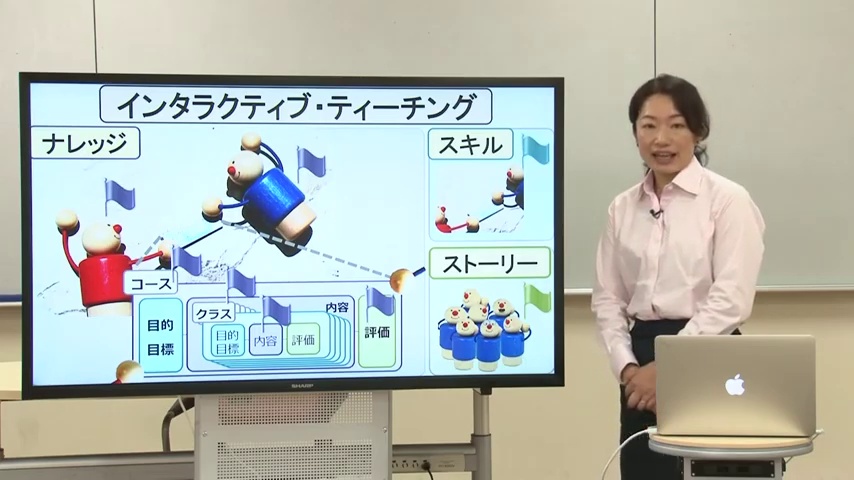 インタラクティブ・ティーチング
ナレッジ
スキル
ストーリー
コース
目的
目標
クラス
内容
目的
目標
内容
評価
評価
SHARP